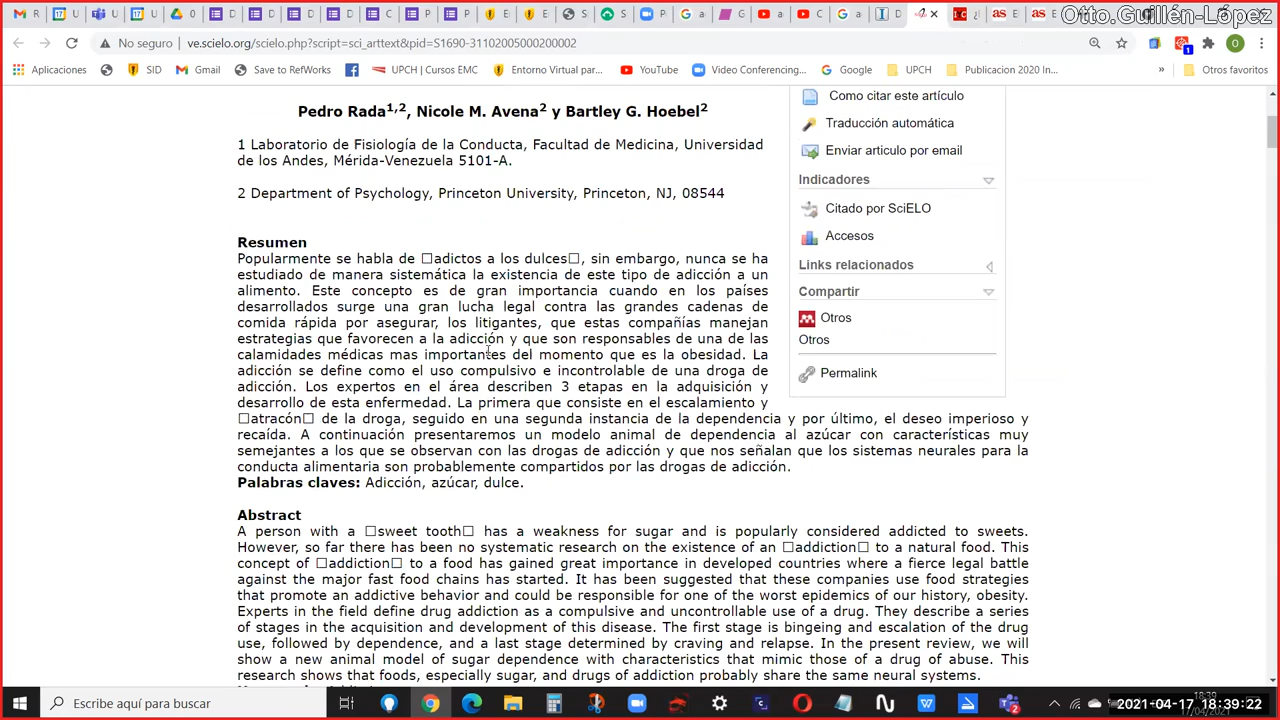 Otto.Guillén-López
No seguro | ve.scielo.org/scielo.php?script=sci_arttext&pid=S1690-31102005000200002
Aplicaciones SID Gmail Save to RefWorks UPCH | Cursos EMC Entorno Virtual par... YouTube Video Conferencing... Google UPCH Publicacion 2020 In... » Otros favoritos
Pedro Rada1,2, Nicole M. Avena2 y Bartley G. Hoebel2
1 Laboratorio de Fisiología de la Conducta, Facultad de Medicina, Universidad
de los Andes, Mérida-Venezuela 5101-A.
2 Department of Psychology, Princeton University, Princeton, NJ, 08544
Resumen
Popularmente se habla de □adictos a los dulces□, sin embargo, nunca se ha
estudiado de manera sistemática la existencia de este tipo de adicción a un
alimento. Este concepto es de gran importancia cuando en los países
desarrollados surge una gran lucha legal contra las grandes cadenas de
comida rápida por asegurar, los litigantes, que estas compañías manejan
estrategias que favorecen a la adicción y que son responsables de una de las
calamidades médicas mas importantes del momento que es la obesidad. La
adicción se define como el uso compulsivo e incontrolable de una droga de
adicción. Los expertos en el área describen 3 etapas en la adquisición y
desarrollo de esta enfermedad. La primera que consiste en el escalamiento y
□atracón□ de la droga, seguido en una segunda instancia de la dependencia y por último, el deseo imperioso y
recaída. A continuación presentaremos un modelo animal de dependencia al azúcar con características muy
semejantes a los que se observan con las drogas de adicción y que nos señalan que los sistemas neurales para la
conducta alimentaria son probablemente compartidos por las drogas de adicción.
Palabras claves: Adicción, azúcar, dulce.
Abstract
A person with a □sweet tooth□ has a weakness for sugar and is popularly considered addicted to sweets.
However, so far there has been no systematic research on the existence of an □addiction□ to a natural food. This
concept of □addiction□ to a food has gained great importance in developed countries where a fierce legal battle
against the major fast food chains has started. It has been suggested that these companies use food strategies
that promote an addictive behavior and could be responsible for one of the worst epidemics of our history, obesity.
Experts in the field define drug addiction as a compulsive and uncontrollable use of a drug. They describe a series
of stages in the acquisition and development of this disease. The first stage is bingeing and escalation of the drug
use, followed by dependence, and a last stage determined by craving and relapse. In the present review, we will
show a new animal model of sugar dependence with characteristics that mimic those of a drug of abuse. This
research shows that foods, especially sugar, and drugs of addiction probably share the same neural systems.
Como citar este artículo
Traducción automática
Enviar articulo por email
Indicadores
Citado por SciELO
Accesos
Links relacionados
Compartir
Otros
Otros
Permalink
Escribe aquí para buscar
2021-04-17 18:39:22